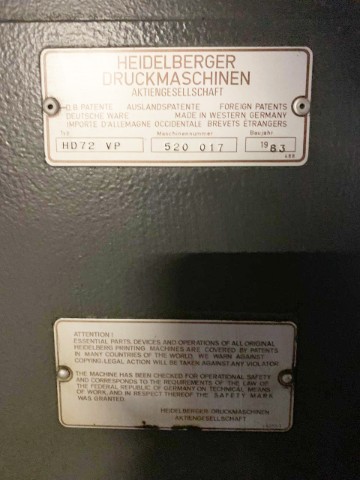 HEIDELBERGER
DRUCKMASCHINEN
AKTIENGESELLSCHAFT
D.B. PATENTE AUSLANDSPATENTE FOREIGN PATENTS
DEUTSCHE WARE MADE IN WESTERN GERMANY
IMPORTE D'ALLEMAGNE OCCIDENTALE BREVETS ÉTRANGERS
Typ Maschinennummer Baujahr
HD72 VP 520 017 1983
ATTENTION!
ESSENTIAL PARTS, DEVICES AND OPERATIONS OF ALL ORIGINAL
HEIDELBERG PRINTING MACHINES ARE COVERED BY PATENTS
IN MANY COUNTRIES OF THE WORLD. WE WARN AGAINST
COPYING. LEGAL ACTION WILL BE TAKEN AGAINST ANY VIOLATOR.
THE MACHINE HAS BEEN CHECKED FOR OPERATIONAL SAFETY
AND CORRESPONDS TO THE REQUIREMENTS OF THE LAW OF
THE FEDERAL REPUBLIC OF GERMANY ON TECHNICAL MEANS
OF WORK, AND IN RESPECT THEREOF THE SAFETY MARK
WAS GRANTED.
HEIDELBERGER DRUCKMASCHINEN
AKTIENGESELLSCHAFT